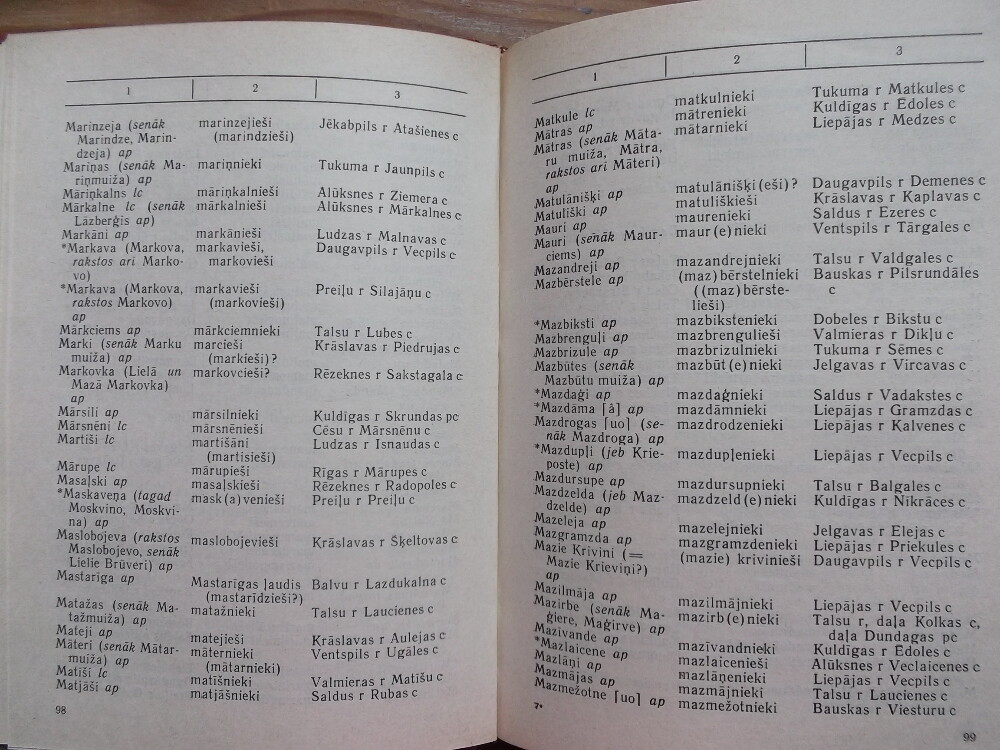 1 2 3
Marinzeja (senāk marinzejieši Jēkabpils r Atašienes c
Marindze, Marin- (marindzieši)
dzeja) ap
Mariņas (senāk Ma- mariņnieki Tukuma r Jaunpils c
riņmuiža) ap
Māriņkalns lc māriņkalnieši Alūksnes r Ziemera c
Mārkalne lc (senāk mārkalnieši Alūksnes r Mārkalnes c
Lāzberģis ap)
Markāni ap markānieši Ludzas r Malnavas c
*Markava (Markova, markavieši, Daugavpils r Vecpils c
rakstos ari Marko- markovieši
vo)
*Markava (Markova, markavieši Preiļu r Silajāņu c
rakstos Markovo) (markovieši)
ap
Mārkciems ap mārkciemnieki Talsu r Lubes c
Marki (senāk Marku marcieši Krāslavas r Piedrujas c
muiža) ap (markieši)?
Markovka (Lielā un markovcieši? Rēzeknes r Sakstagala c
Mazā Markovka)
ap
Mārsili ap mārsilnieki Kuldīgas r Skrundas pc
Mārsnēni lc mārsnēnieši Cēsu r Mārsnēnu c
Martiši lc martišāni Ludzas r Isnaudas c
(martisieši)
Mārupe lc mārupieši Rīgas r Mārupes c
Masaļski ap masaļskieši Rēzeknes r Radopoles c
*Maskaveņa (tagad mask(a)venieši Preiļu r Preiļu c
Moskvino, Moskvi-
na) ap
Maslobojeva (rakstos maslobojevieši Krāslavas r Šķeltovas c
Maslobojevo, senāk
Lielie Brūveri) ap
Mastarīga ap Mastarīgas ļaudis Balvu r Lazdukalna c
(mastarīdzieši?)
Matažas (senāk Ma- matažnieki Talsu r Laucienes c
tažmuiža) ap
Mateji ap matejieši Krāslavas r Aulejas c
Māteri (senāk Mātar- māternieki Ventspils r Ugāles c
muiža) ap (mātarnieki)
Matīši lc matīšnieki Valmieras r Matīšu c
Matjāši ap matjāšnieki Saldus r Rubas c
98
1 2 3
Matkule lc matkulnieki Tukuma r Matkules c
Mātras ap mātrenieki Kuldīgas r Ēdoles c
Mātras (senāk Māta- mātarnieki Liepājas r Medzes c
ru muiža, Mātra,
rakstos ari Māteri)
ap
Matulānišķi ap matulānišķi(eši)? Daugavpils r Demenes c
Matuliški ap matuliškieši Krāslavas r Kaplavas c
Mauri ap maurenieki Saldus r Ezeres c
Mauri (senāk Maur- maur(e)nieki Ventspils r Tārgales c
ciems) ap
Mazandreji ap mazandrejnieki Talsu r Valdgales c
Mazbērstele ap (maz)bērstelnieki Bauskas r Pilsrundāles
((maz)bērste- c
lieši)
*Mazbiksti ap mazbikstenieki Dobeles r Bikstu c
Mazbrenguļi ap mazbrengulieši Valmieras r Dikļu c
Mazbrizule ap mazbrizulnieki Tukuma r Sēmes c
Mazbūtes (senāk mazbūt(e)nieki Jelgavas r Vircavas c
Mazbūtu muiža) ap
*Mazdaģi ap mazdaģnieki Saldus r Vadakstes c
*Mazdāma [â] ap mazdāmnieki Liepājas r Gramzdas c
Mazdrogas [uo] (se- mazdrodzenieki Liepājas r Kalvenes c
nāk Mazdroga) ap
*Mazdupļi (jeb Krie- mazdupļenieki Liepājas r Vecpils c
poste) ap
Mazdursupe ap mazdursupnieki Talsu r Balgales c
Mazdzelda (jeb Maz- mazdzeld(e)nieki Kuldīgas r Nikrāces c
dzelde) ap
Mazeleja ap mazelejnieki Jelgavas r Elejas c
Mazgramzda ap mazgramzdenieki Liepājas r Priekules c
Mazie Krivini (= (mazie) krivinieši Daugavpils r Vecpils c
Mazie Krieviņi?)
ap
Mazilmāja ap mazilmājnieki Liepājas r Vecpils c
Mazirbe (senāk Ma- mazirb(e)nieki Talsu r, daļa Kolkas c,
ģiere, Maģirve) ap daļa Dundagas pc
Mazīvande ap mazīvandnieki Kuldīgas r Ēdoles c
*Mazlaicene ap mazlaicenieši Alūksnes r Veclaicenes c
Mazlāņi ap mazlāņenieki Liepājas r Vecpils c
Mazmājas ap mazmājnieki Talsu r Laucienes c
Mazmežotne [uo] ap mazmežotnieki Bauskas r Viesturu c
7*
99